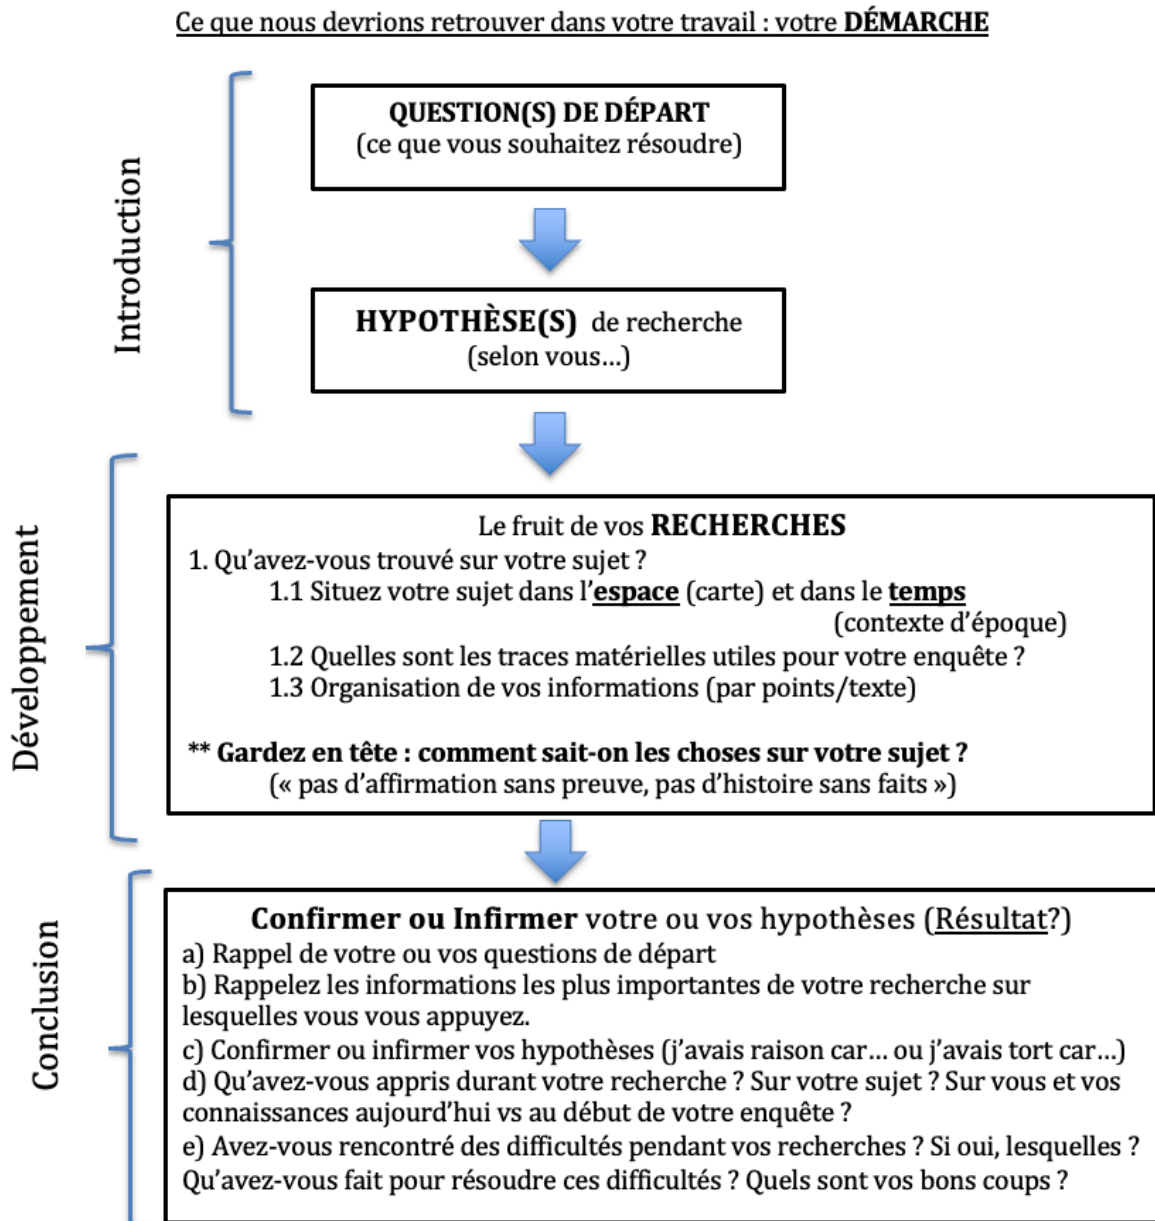 Ce que nous devrions retrouver dans votre travail : votre DÉMARCHE
Introduction
QUESTION(S) DE DÉPART
(ce que vous souhaitez résoudre)
HYPOTHÈSE(S) de recherche
(selon vous…)
Développement
Le fruit de vos RECHERCHES
1. Qu’avez-vous trouvé sur votre sujet ?
1.1 Situez votre sujet dans l’espace (carte) et dans le temps
(contexte d’époque)
1.2 Quelles sont les traces matérielles utiles pour votre enquête ?
1.3 Organisation de vos informations (par points/texte)
** Gardez en tête : comment sait-on les choses sur votre sujet ?
(« pas d’affirmation sans preuve, pas d’histoire sans faits »)
Conclusion
Confirmer ou Infirmer votre ou vos hypothèses (Résultat?)
a) Rappel de votre ou vos questions de départ
b) Rappelez les informations les plus importantes de votre recherche sur
lesquelles vous vous appuyez.
c) Confirmer ou infirmer vos hypothèses (j’avais raison car… ou j’avais tort car…)
d) Qu’avez-vous appris durant votre recherche ? Sur votre sujet ? Sur vous et vos
connaissances aujourd’hui vs au début de votre enquête ?
e) Avez-vous rencontré des difficultés pendant vos recherches ? Si oui, lesquelles ?
Qu’avez-vous fait pour résoudre ces difficultés ? Quels sont vos bons coups ?